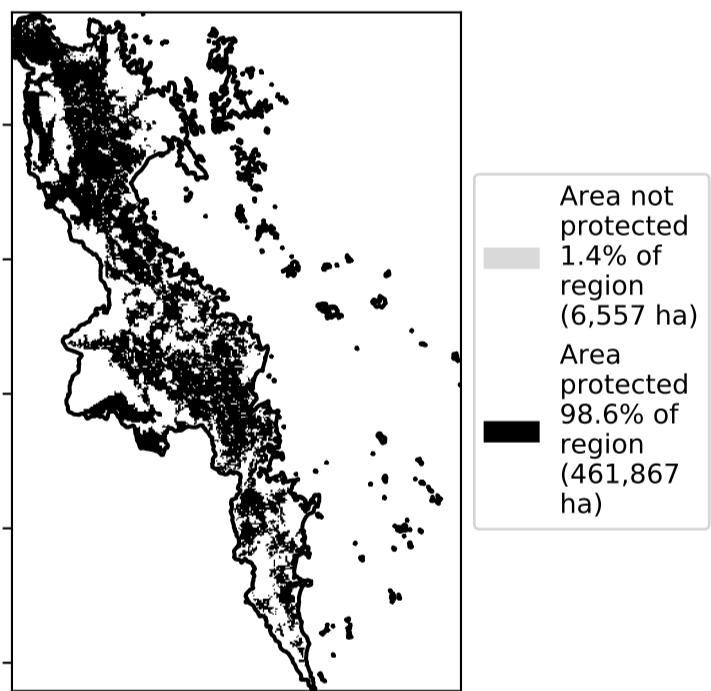 Area not
protected
1.4% of
region
(6,557 ha)
Area
protected
98.6% of
region
(461,867
ha)